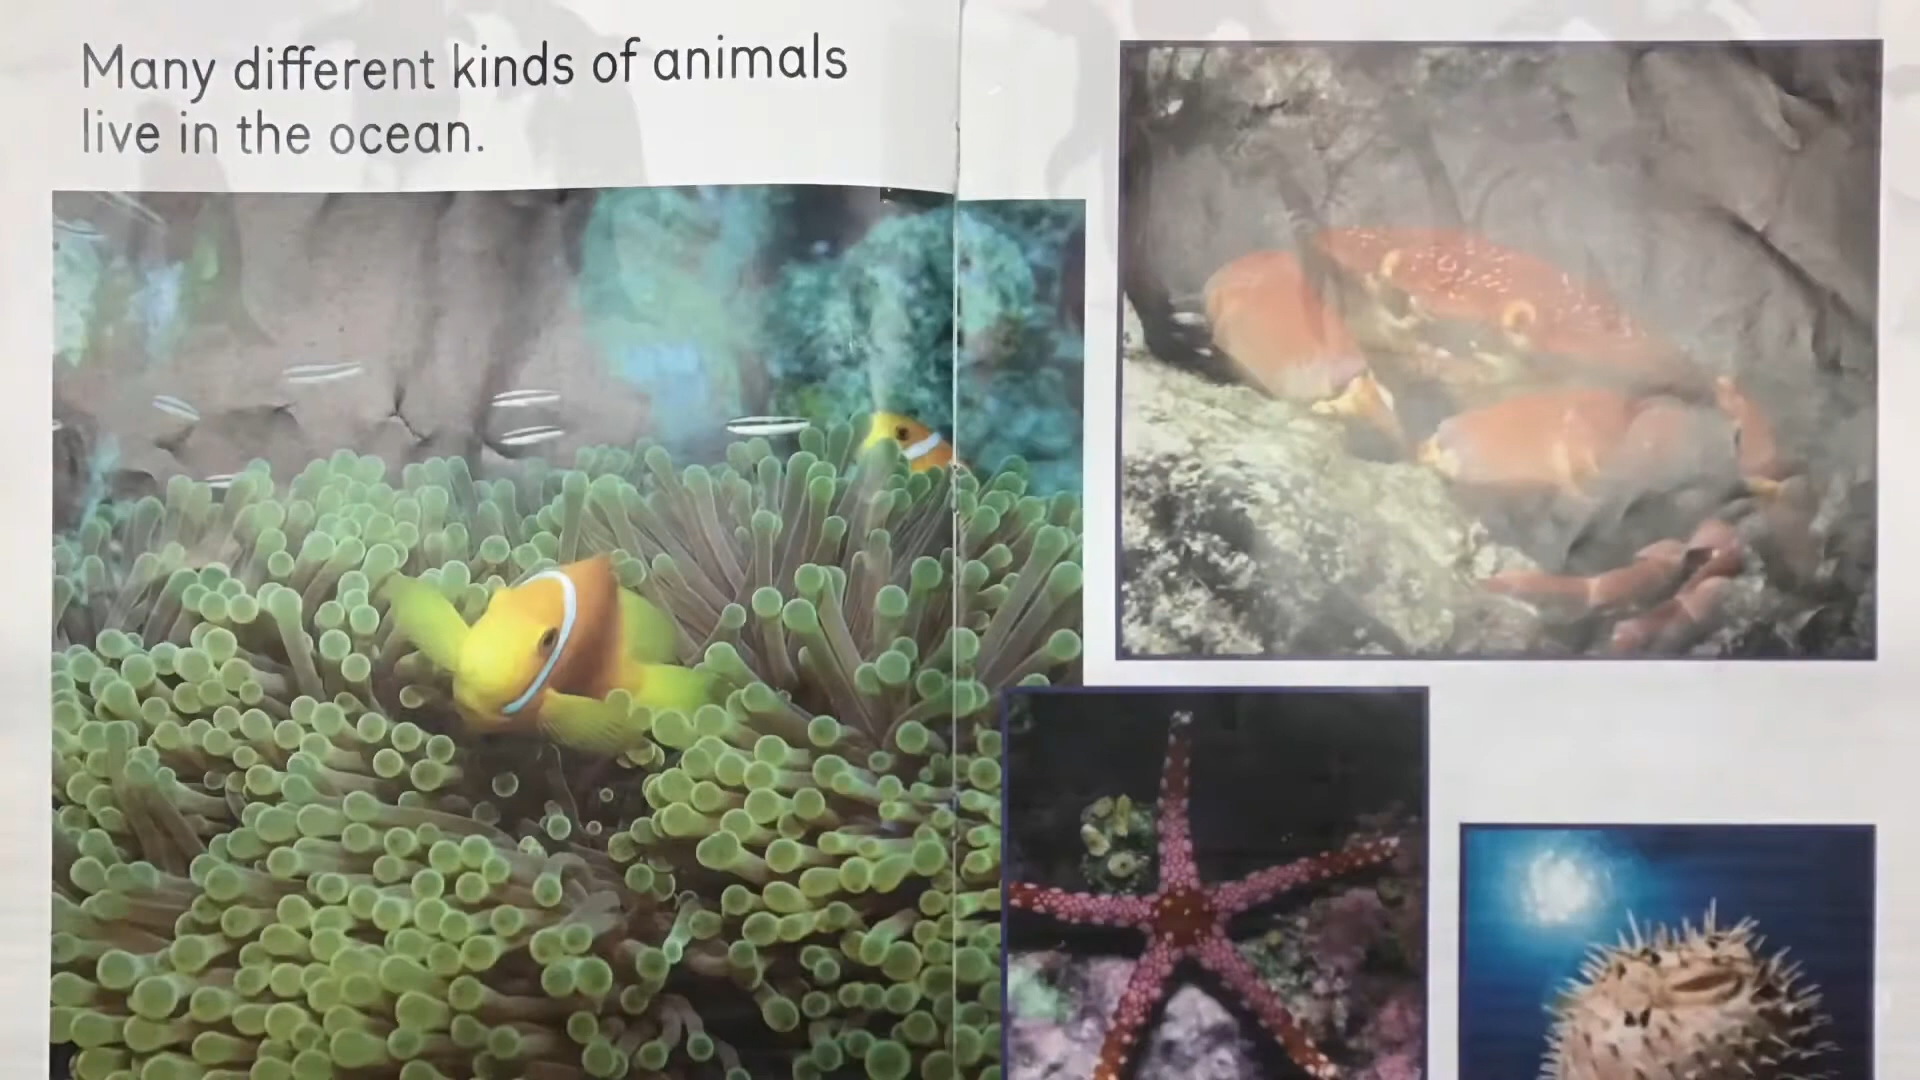 Many different kinds of animals
live in the ocean.